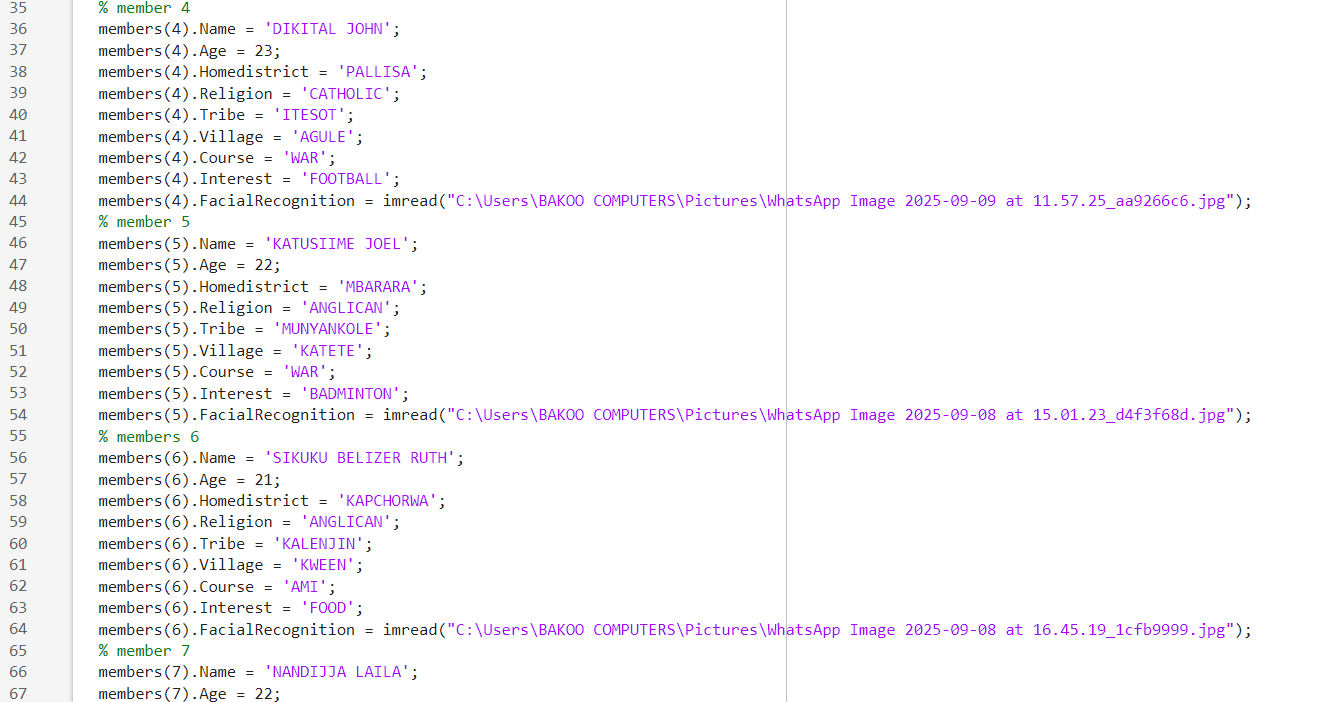 35 % member 4
36 members(4).Name = 'DIKITAL JOHN';
37 members(4).Age = 23;
38 members(4).Homedistrict = 'PALLISA';
39 members(4).Religion = 'CATHOLIC';
40 members(4).Tribe = 'ITESOT';
41 members(4).Village = 'AGULE';
42 members(4).Course = 'WAR';
43 members(4).Interest = 'FOOTBALL';
44 members(4).FacialRecognition = imread("C:\Users\BAKOO COMPUTERS\Pictures\WhatsApp Image 2025-09-09 at 11.57.25_aa9266c6.jpg");
45 % member 5
46 members(5).Name = 'KATUSIIME JOEL';
47 members(5).Age = 22;
48 members(5).Homedistrict = 'MBARARA';
49 members(5).Religion = 'ANGLICAN';
50 members(5).Tribe = 'MUNYANKOLE';
51 members(5).Village = 'KATETE';
52 members(5).Course = 'WAR';
53 members(5).Interest = 'BADMINTON';
54 members(5).FacialRecognition = imread("C:\Users\BAKOO COMPUTERS\Pictures\WhatsApp Image 2025-09-08 at 15.01.23_d4f3f68d.jpg");
55 % members 6
56 members(6).Name = 'SIKUKU BELIZER RUTH';
57 members(6).Age = 21;
58 members(6).Homedistrict = 'KAPCHORWA';
59 members(6).Religion = 'ANGLICAN';
60 members(6).Tribe = 'KALENJIN';
61 members(6).Village = 'KWEEN';
62 members(6).Course = 'AMI';
63 members(6).Interest = 'FOOD';
64 members(6).FacialRecognition = imread("C:\Users\BAKOO COMPUTERS\Pictures\WhatsApp Image 2025-09-08 at 16.45.19_1cfb9999.jpg");
65 % member 7
66 members(7).Name = 'NANDIJJA LAILA';
67 members(7).Age = 22;